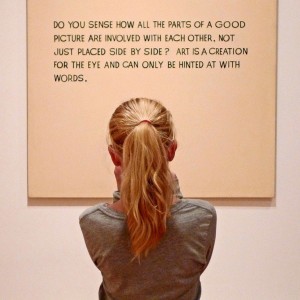 DO YOU SENSE HOW ALL THE PARTS OF A GOOD
PICTURE ARE INVOLVED WITH EACH OTHER, NOT
JUST PLACED SIDE BY SIDE? ART IS A CREATION
FOR THE EYE AND CAN ONLY BE HINTED AT WITH
WORDS.